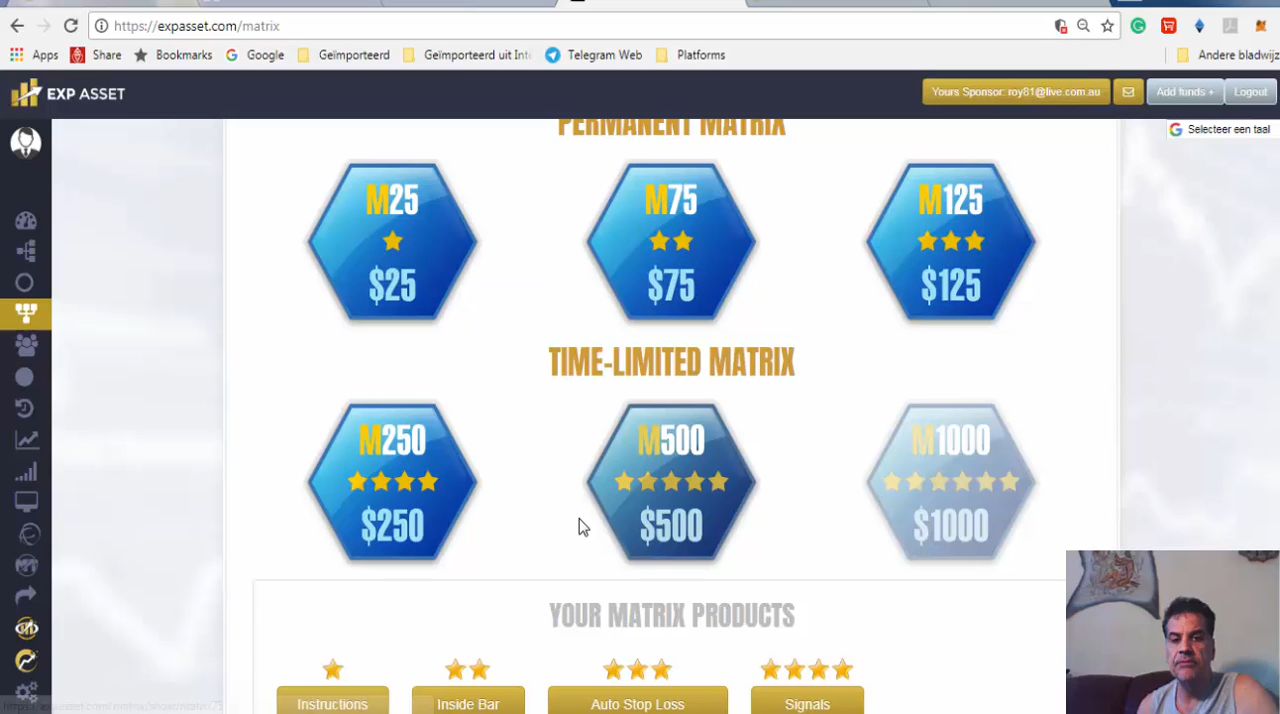 https://expasset.com/matrix
Apps Share Bookmarks Google Geïmporteerd Geïmporteerd uit Int Telegram Web Platforms Andere bladwijz
EXP ASSET
Yours Sponsor: roy81@live.com.au
Add funds +
Logout
Selecteer een taal
PERMANENT MATRIX
M25
$25
M75
$75
M125
$125
TIME-LIMITED MATRIX
M250
$250
M500
$500
M1000
$1000
YOUR MATRIX PRODUCTS
Instructions
Inside Bar
Auto Stop Loss
Signals